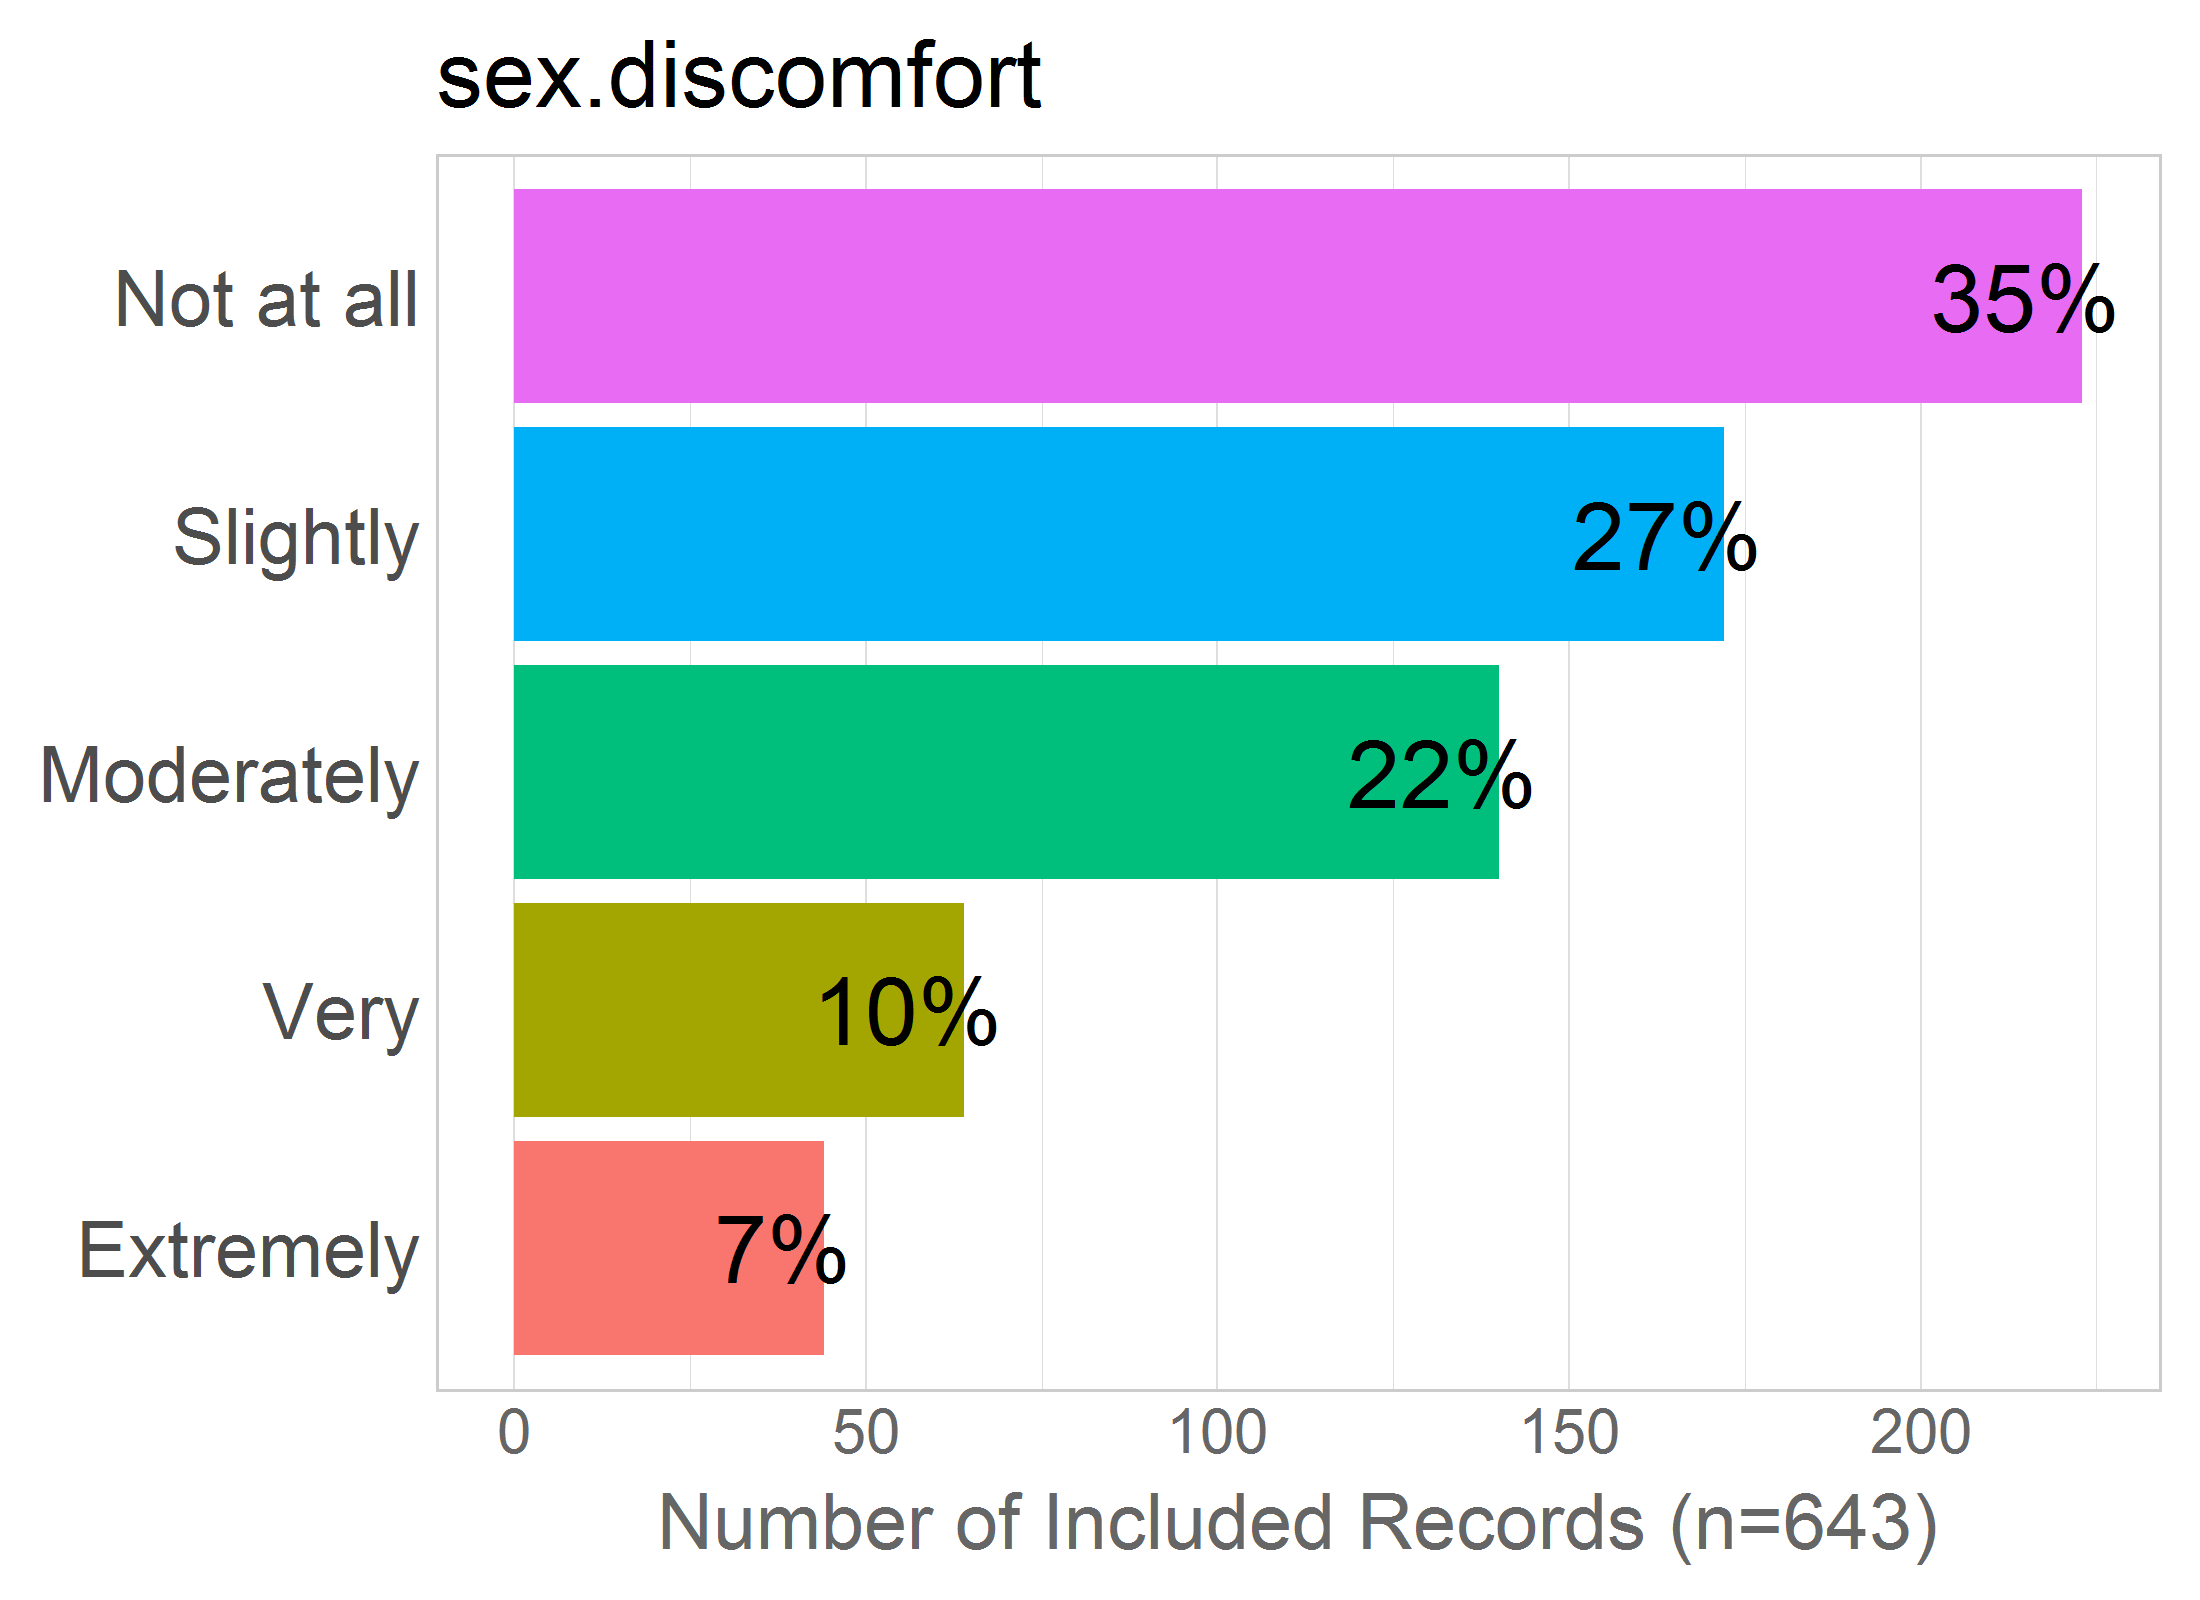 sex.discomfort
Not at all
35%
Slightly
27%
Moderately
22%
Very
10%
Extremely
7%
0 50 100 150 200
Number of Included Records (n=643)